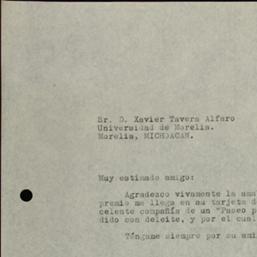 Sr. D. Xavier Tavera Alfaro
Universidad de Morelia.
Morelia, MICHOACAN.
Muy estimado amigo:
Agradezco vivamente la
premio me llega en su tarjeta
celente compañía de un "Paseo
dido con deleite, y por el cual
Téngame siempre por su